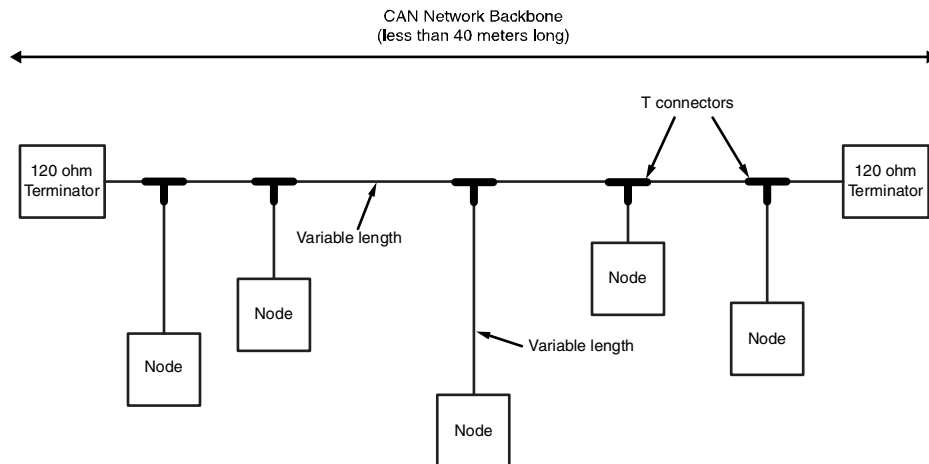 CAN Network Backbone
(less than 40 meters long)
T connectors
120 ohm
Terminator
120 ohm
Terminator
Variable length
Node
Node
Node
Node
Variable length
Node